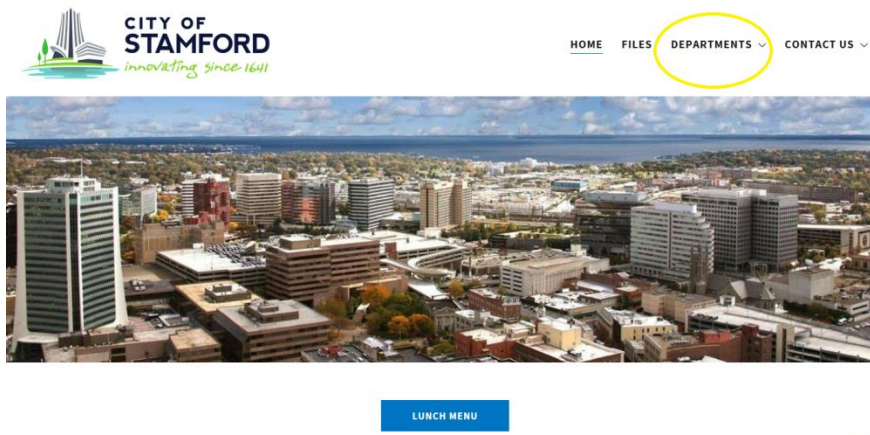 CITY OF
STAMFORD
innovating since 1641
HOME FILES DEPARTMENTS CONTACT US
LUNCH MENU